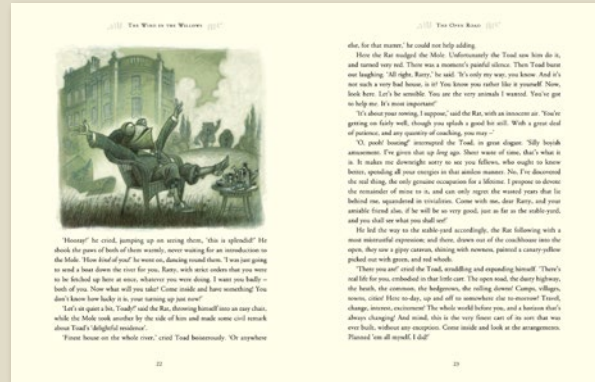 The Wind in the Willows
'Hooray!' he cried, jumping up on seeing them, 'this is splendid!' He
shook the paws of both of them warmly, never waiting for an introduction to
the Mole. 'How kind of you!' he went on, dancing round them. 'I was just going
to send a boat down the river for you, Ratty, with strict orders that you were
to be fetched up here at once, whatever you were doing. I want you badly –
both of you. Now what will you take? Come inside and have something! You
don't know how lucky it is, your turning up just now!'
'Let's sit quiet a bit, Toady!' said the Rat, throwing himself into an easy chair,
while the Mole took another by the side of him and made some civil remark
about Toad's 'delightful residence'.
'Finest house on the whole river,' cried Toad boisterously. 'Or anywhere
22
The Open Road
else, for that matter,' he could not help adding.
Here the Rat nudged the Mole. Unfortunately the Toad saw him do it,
and turned very red. There was a moment's painful silence. Then Toad burst
out laughing. 'All right, Ratty,' he said. 'It's only my way, you know. And it's
not such a very bad house, is it? You know you rather like it yourself. Now,
look here. Let's be sensible. You are the very animals I wanted. You've got
to help me. It's most important!'
'It's about your rowing, I suppose,' said the Rat, with an innocent air. 'You're
getting on fairly well, though you splash a good bit still. With a great deal
of patience, and any quantity of coaching, you may –'
'O, pooh! boating!' interrupted the Toad, in great disgust. 'Silly boyish
amusement. I've given that up long ago. Sheer waste of time, that's what it
is. It makes me downright sorry to see you fellows, who ought to know
better, spending all your energies in that aimless manner. No, I've discovered
the real thing, the only genuine occupation for a lifetime. I propose to devote
the remainder of mine to it, and can only regret the wasted years that lie
behind me, squandered in trivialities. Come with me, dear Ratty, and your
amiable friend also, if he will be so very good, just as far as the stable-yard,
and you shall see what you shall see!'
He led the way to the stable-yard accordingly, the Rat following with a
most mistrustful expression; and there, drawn out of the coachhouse into the
open, they saw a gipsy caravan, shining with newness, painted a canary-yellow
picked out with green, and red wheels.
'There you are!' cried the Toad, straddling and expanding himself. 'There's
real life for you, embodied in that little cart. The open road, the dusty highway,
the heath, the common, the hedgerows, the rolling downs! Camps, villages,
towns, cities! Here to-day, up and off to somewhere else to-morrow! Travel,
change, interest, excitement! The whole world before you, and a horizon that's
always changing! And mind, this is the very finest cart of its sort that was
ever built, without any exception. Come inside and look at the arrangements.
Planned 'em all myself, I did!'
23